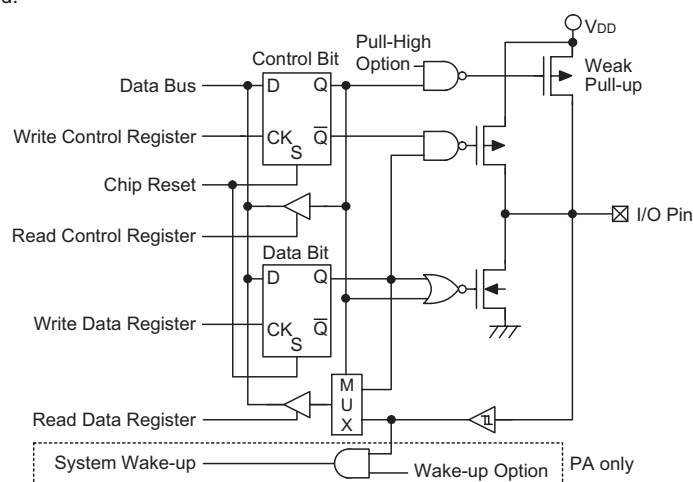 d.
VDD
Control Bit
Pull-High
Option
Weak
Pull-up
Data Bus
D
Q
Write Control Register
CK
Q
S
Chip Reset
I/O Pin
Read Control Register
Data Bit
D
Q
Write Data Register
CK
Q
S
M
U
X
Read Data Register
System Wake-up
Wake-up Option
PA only